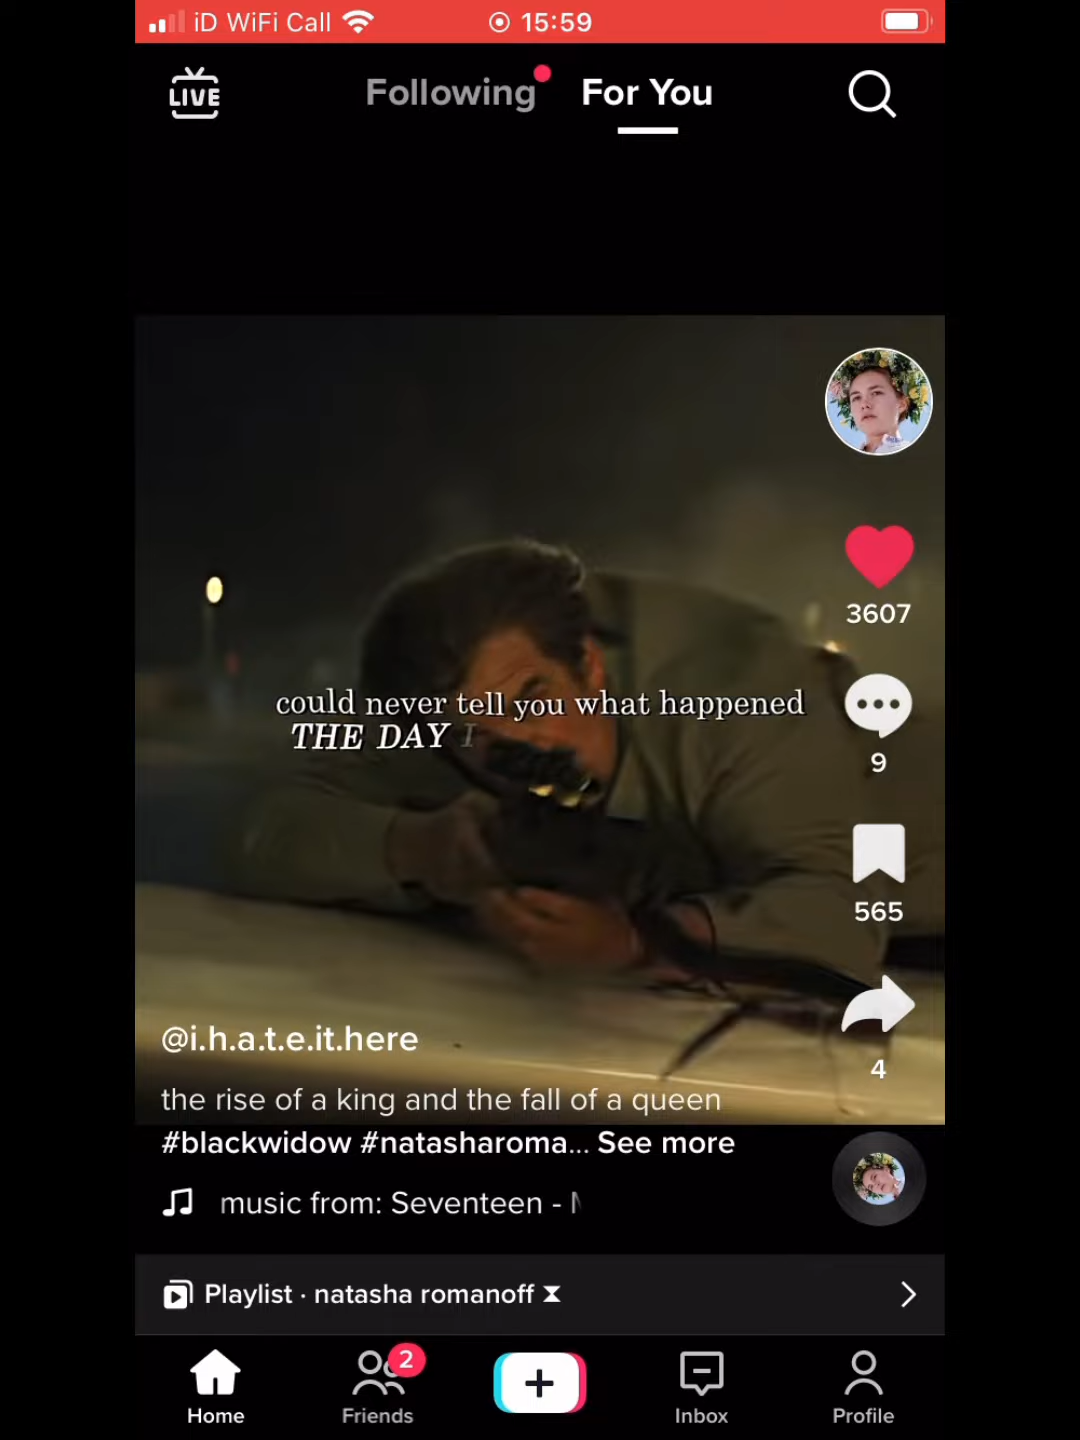 iD WiFi Call
15:59
LIVE
Following
For You
3607
could never tell you what happened
THE DAY I
9
565
@i.h.a.t.e.it.here
4
the rise of a king and the fall of a queen
#blackwidow #natasharoma... See more
music from: Seventeen -
Playlist · natasha romanoff
2
Home
Friends
Inbox
Profile